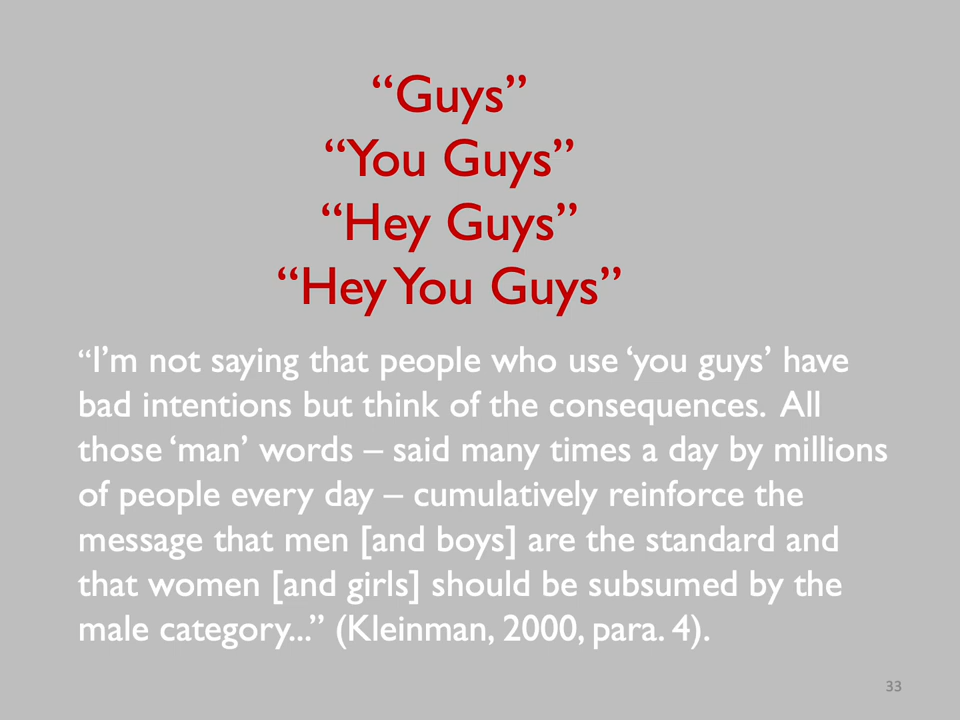 “Guys”
“You Guys”
“Hey Guys”
“Hey You Guys”
“I’m not saying that people who use ‘you guys’ have
bad intentions but think of the consequences.  All
those ‘man’ words – said many times a day by millions
of people every day – cumulatively reinforce the
message that men [and boys] are the standard and
that women [and girls] should be subsumed by the
male category...” (Kleinman, 2000, para. 4).
33